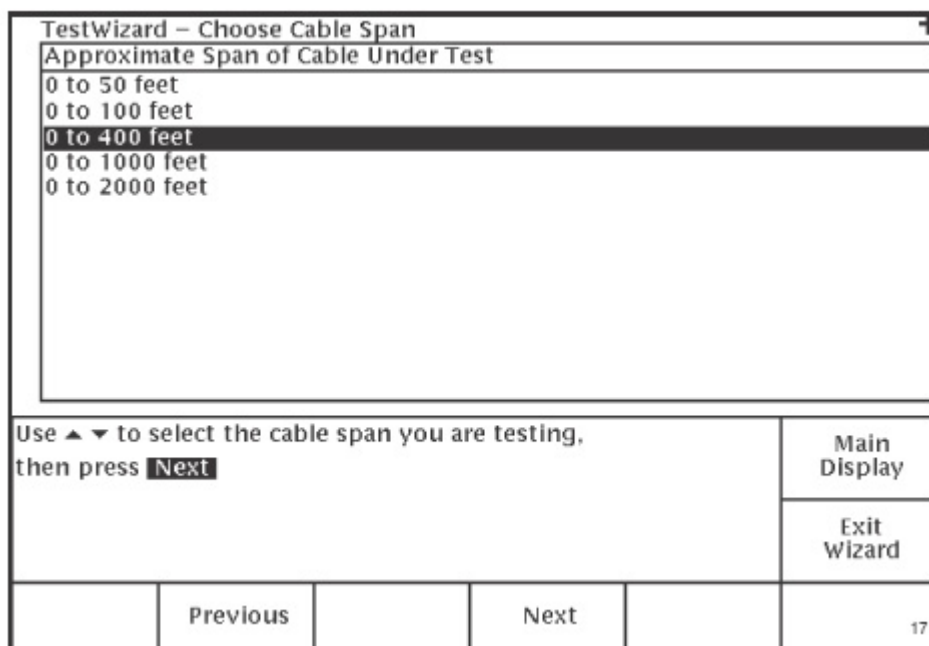 TestWizard – Choose Cable Span
Approximate Span of Cable Under Test
0 to 50 feet
0 to 100 feet
0 to 400 feet
0 to 1000 feet
0 to 2000 feet
Use ▲ ▼ to select the cable span you are testing,
then press Next
Main
Display
Exit
Wizard
Previous
Next
17